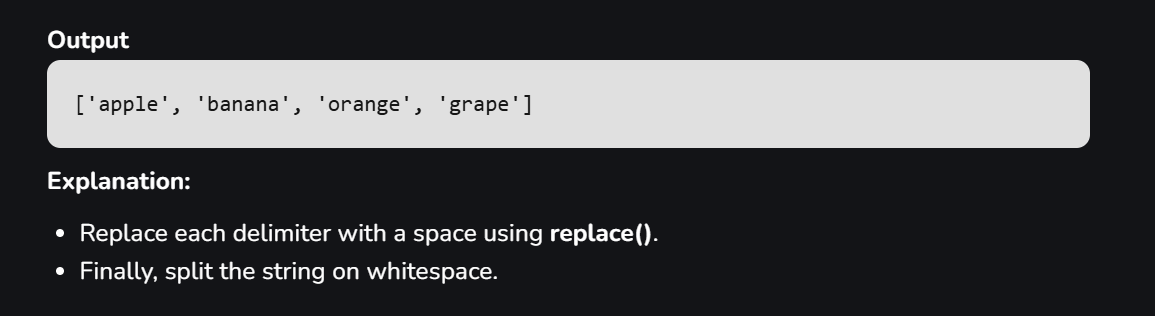 Output
['apple', 'banana', 'orange', 'grape']
Explanation:
• Replace each delimiter with a space using replace().
• Finally, split the string on whitespace.